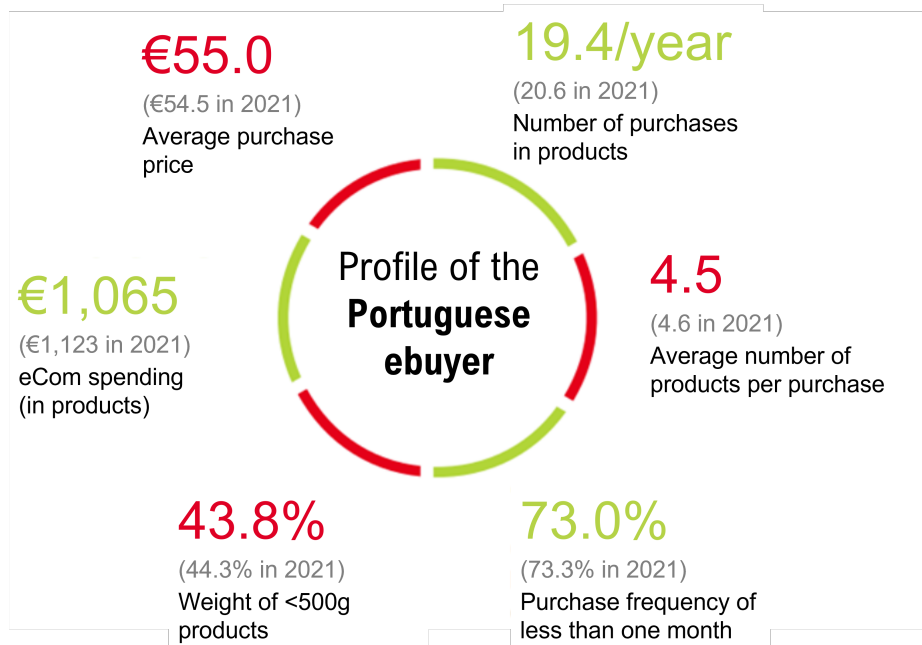 €55.0
(€54.5 in 2021)
Average purchase
price
19.4/year
(20.6 in 2021)
Number of purchases
in products
€1,065
(€1,123 in 2021)
eCom spending
(in products)
Profile of the
Portuguese
ebuyer
4.5
(4.6 in 2021)
Average number of
products per purchase
43.8%
(44.3% in 2021)
Weight of <500g
products
73.0%
(73.3% in 2021)
Purchase frequency of
less than one month